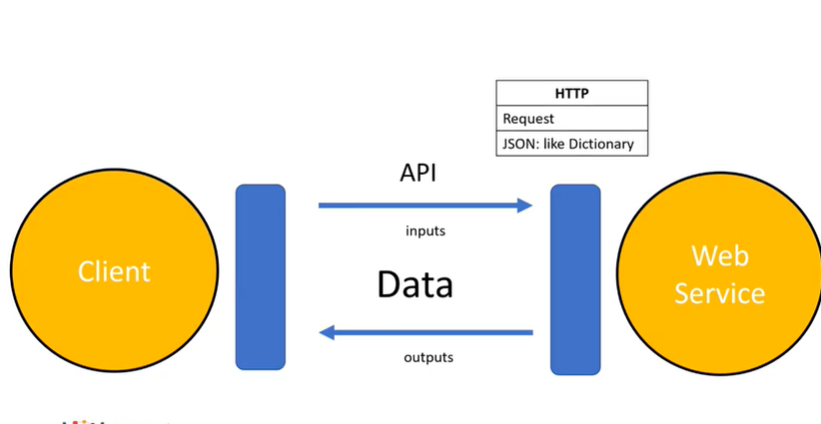 HTTP
Request
JSON: like Dictionary
API
inputs
Client
Data
Web
Service
outputs